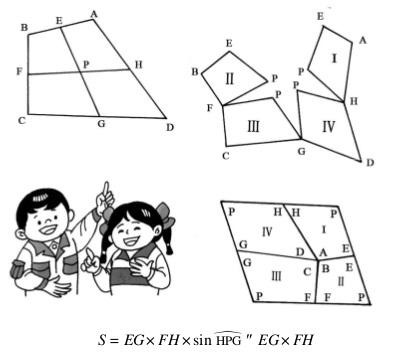 A
E
B
P
H
F
C
G
D
E
A
I
P
H
E
B
II
P
F
P
III
C
G
P
IV
D
P H H P
IV I
G D A E
G C B E
III II
P F F P
S = EG× FH× sin HPG " EG× FH